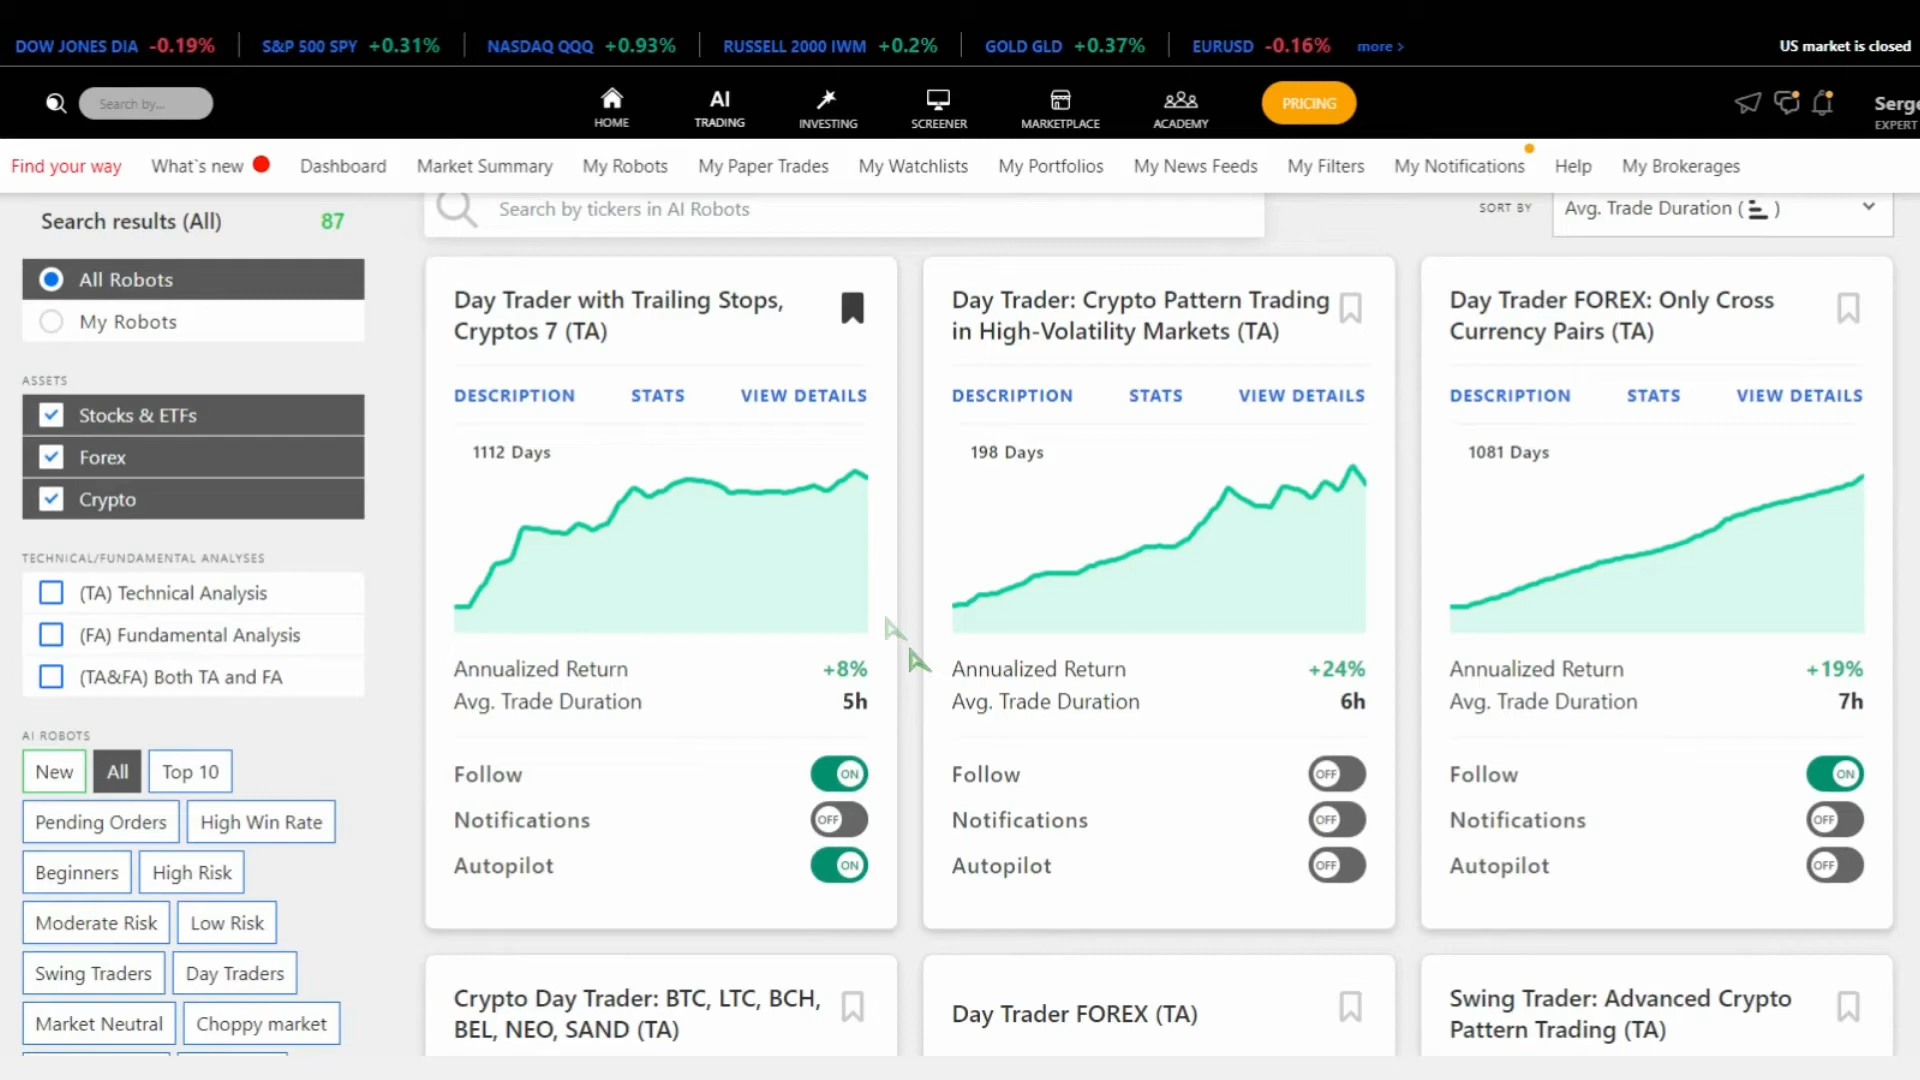 DOW JONES DIA -0.19% S&P 500 SPY +0.31% NASDAQ QQQ +0.93% RUSSELL 2000 IWM +0.2% GOLD GLD +0.37% EURUSD -0.16% more > US market is closed
Search by...
HOME
AI TRADING
INVESTING
SCREENER
MARKETPLACE
ACADEMY
PRICING
Serge
EXPERT
Find your way What`s new Dashboard Market Summary My Robots My Paper Trades My Watchlists My Portfolios My News Feeds My Filters My Notifications Help My Brokerages
Search results (All) 87
Search by tickers in AI Robots
SORT BY Avg. Trade Duration ( )
All Robots
My Robots
ASSETS
Stocks & ETFs
Forex
Crypto
TECHNICAL/FUNDAMENTAL ANALYSES
(TA) Technical Analysis
(FA) Fundamental Analysis
(TA&FA) Both TA and FA
AI ROBOTS
New All Top 10
Pending Orders High Win Rate
Beginners High Risk
Moderate Risk Low Risk
Swing Traders Day Traders
Market Neutral Choppy market
Day Trader with Trailing Stops,
Cryptos 7 (TA)
DESCRIPTION STATS VIEW DETAILS
1112 Days
Annualized Return +8%
Avg. Trade Duration 5h
Follow ON
Notifications OFF
Autopilot ON
Day Trader: Crypto Pattern Trading
in High-Volatility Markets (TA)
DESCRIPTION STATS VIEW DETAILS
198 Days
Annualized Return +24%
Avg. Trade Duration 6h
Follow OFF
Notifications OFF
Autopilot OFF
Day Trader FOREX: Only Cross
Currency Pairs (TA)
DESCRIPTION STATS VIEW DETAILS
1081 Days
Annualized Return +19%
Avg. Trade Duration 7h
Follow ON
Notifications OFF
Autopilot OFF
Crypto Day Trader: BTC, LTC, BCH,
BEL, NEO, SAND (TA)
Day Trader FOREX (TA)
Swing Trader: Advanced Crypto
Pattern Trading (TA)